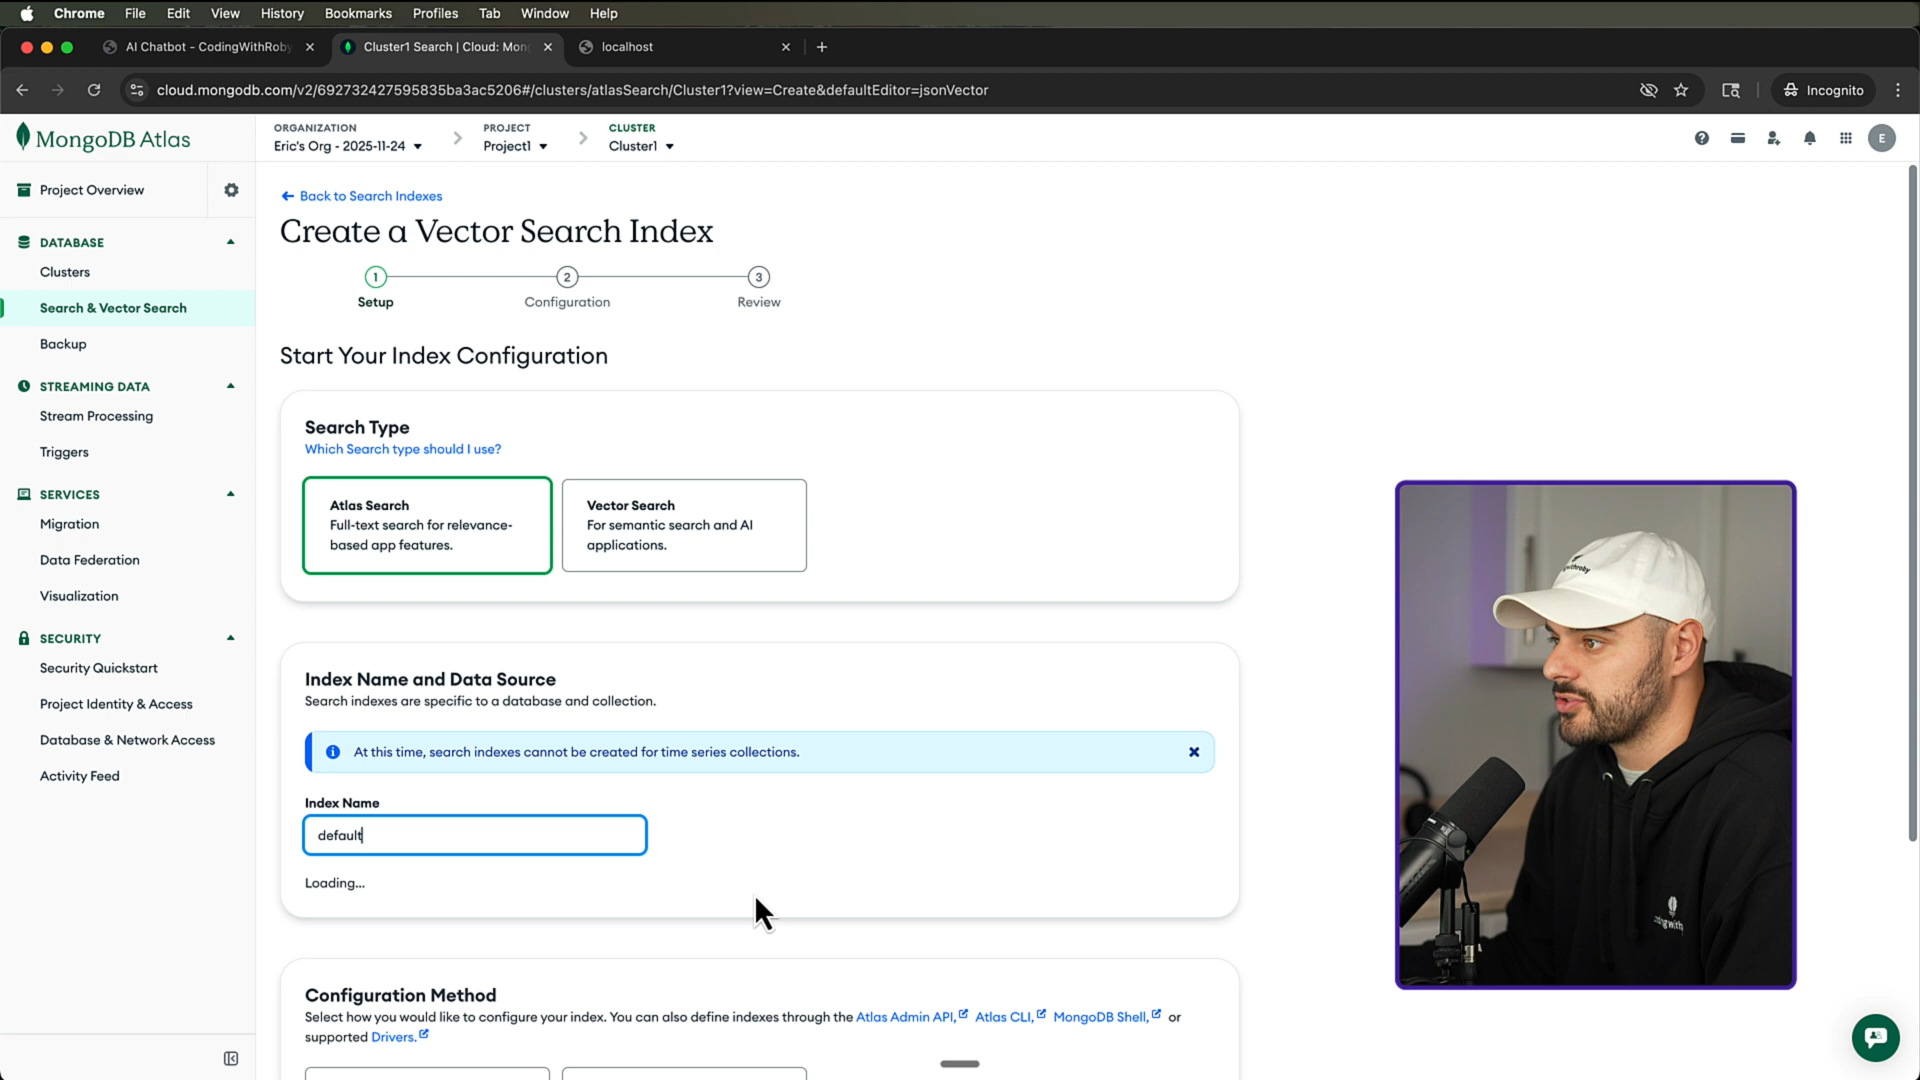 Chrome File Edit View History Bookmarks Profiles Tab Window Help
AI Chatbot - CodingWithRoby
Cluster1 Search | Cloud: Mon
localhost
cloud.mongodb.com/v2/692732427595835ba3ac5206#/clusters/atlasSearch/Cluster1?view=Create&defaultEditor=jsonVector
Incognito
MongoDB Atlas
ORGANIZATION
Eric's Org - 2025-11-24
PROJECT
Project1
CLUSTER
Cluster1
E
Project Overview
DATABASE
Clusters
Search & Vector Search
Backup
STREAMING DATA
Stream Processing
Triggers
SERVICES
Migration
Data Federation
Visualization
SECURITY
Security Quickstart
Project Identity & Access
Database & Network Access
Activity Feed
Back to Search Indexes
Create a Vector Search Index
1 2 3
Setup Configuration Review
Start Your Index Configuration
Search Type
Which Search type should I use?
Atlas Search
Full-text search for relevance-
based app features.
Vector Search
For semantic search and AI
applications.
Index Name and Data Source
Search indexes are specific to a database and collection.
At this time, search indexes cannot be created for time series collections.
Index Name
default
Loading...
Configuration Method
Select how you would like to configure your index. You can also define indexes through the Atlas Admin API, Atlas CLI, MongoDB Shell, or
supported Drivers.